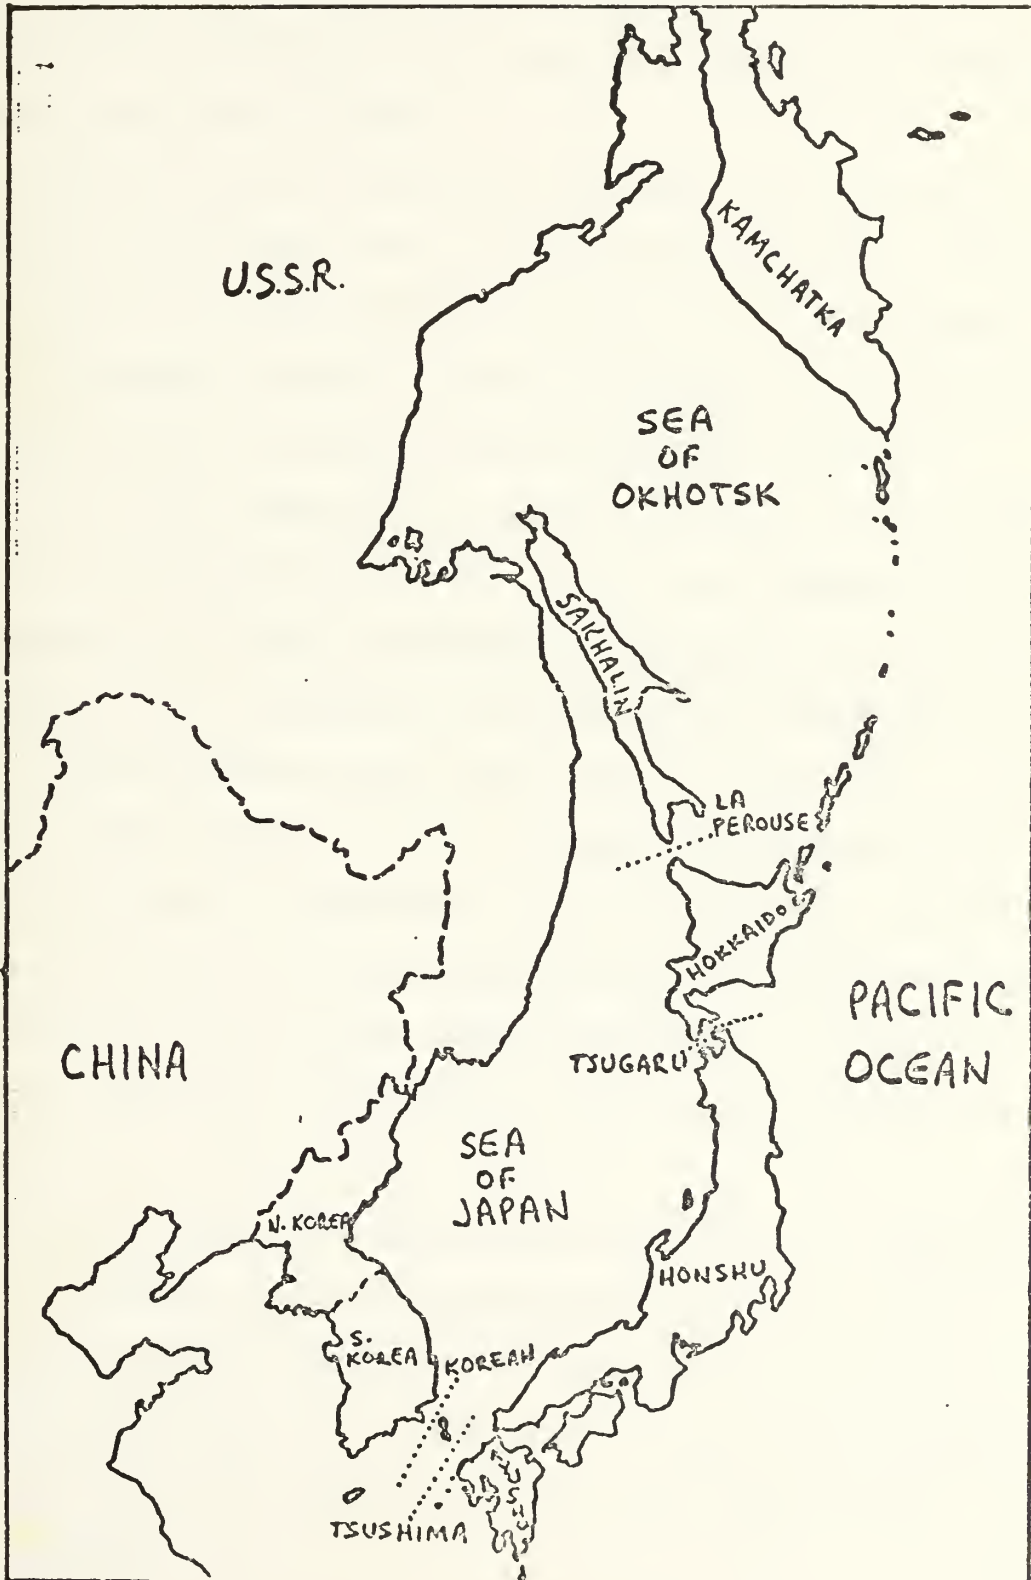 U.S.S.R.
KAMCHATKA
SEA
OF
OKHOTSK
SAKHALIN
LA
PEROUSE
HOKKAIDO
PACIFIC
OCEAN
TSUGARU
CHINA
SEA
OF
JAPAN
N. KOREA
HONSHU
S.
KOREA
KOREAN
KYUSHU
TSUSHIMA